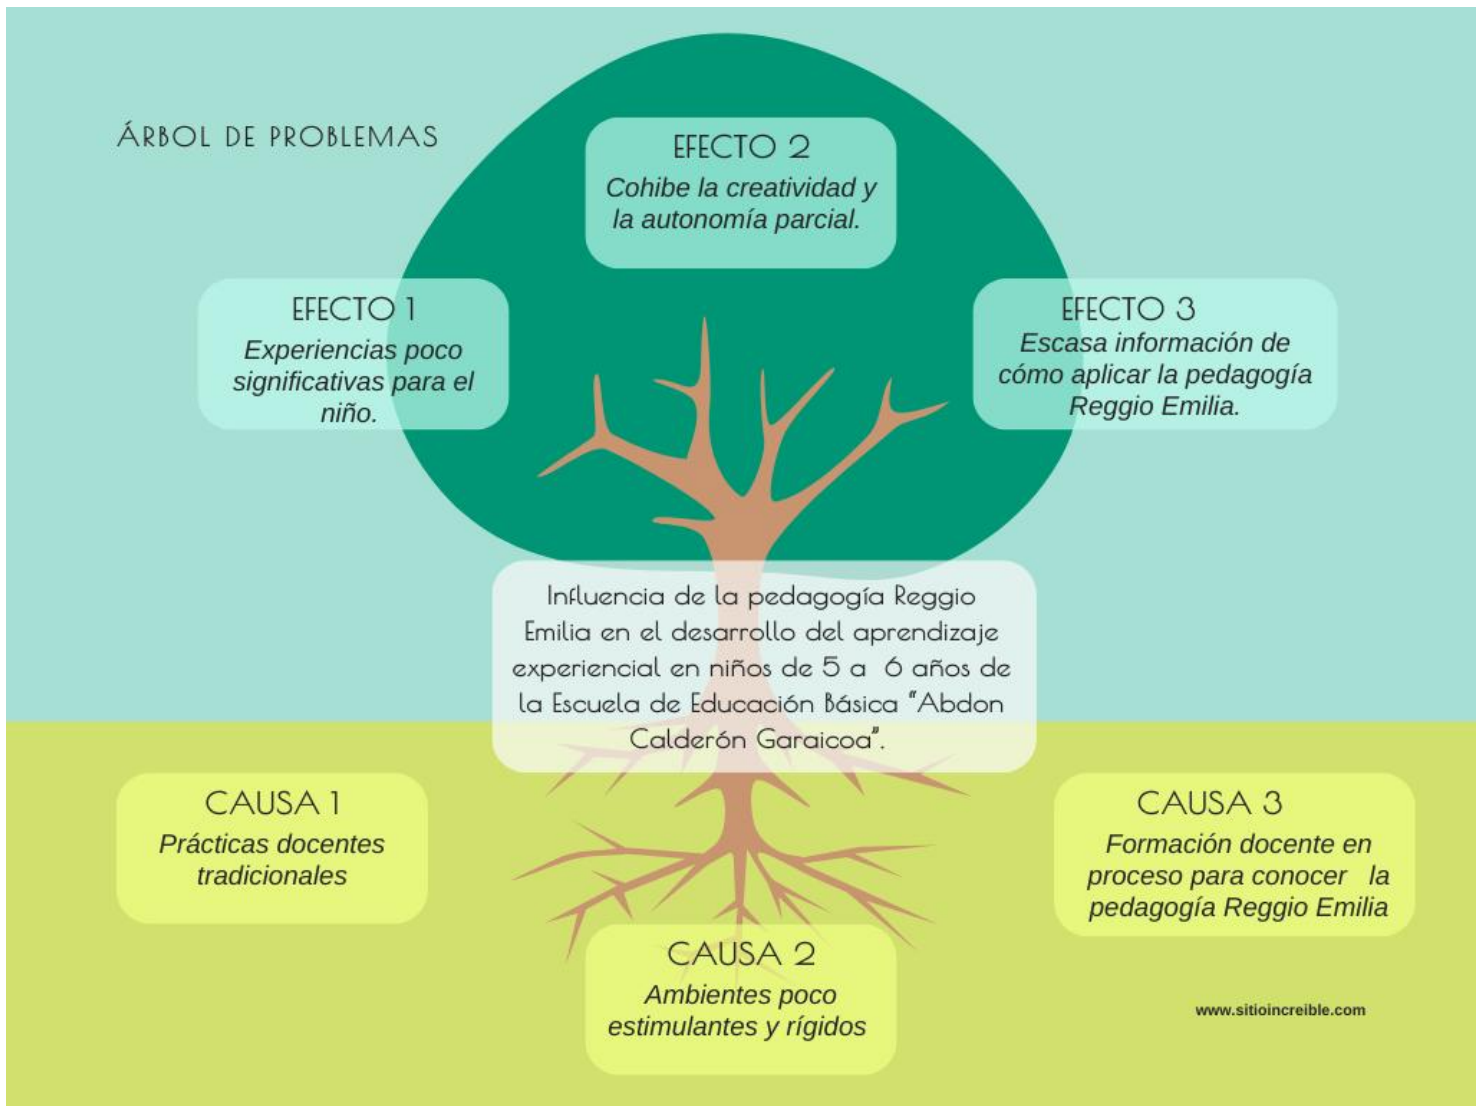 ÁRBOL DE PROBLEMAS
EFECTO 2
Cohibe la creatividad y
la autonomía parcial.
EFECTO 1
Experiencias poco
significativas para el
niño.
EFECTO 3
Escasa información de
cómo aplicar la pedagogía
Reggio Emilia.
Influencia de la pedagogía Reggio
Emilia en el desarrollo del aprendizaje
experiencial en niños de 5 a 6 años de
la Escuela de Educación Básica "Abdon
Calderón Garaicoa".
CAUSA 1
Prácticas docentes
tradicionales
CAUSA 3
Formación docente en
proceso para conocer la
pedagogía Reggio Emilia
CAUSA 2
Ambientes poco
estimulantes y rígidos
www.sitioincreible.com